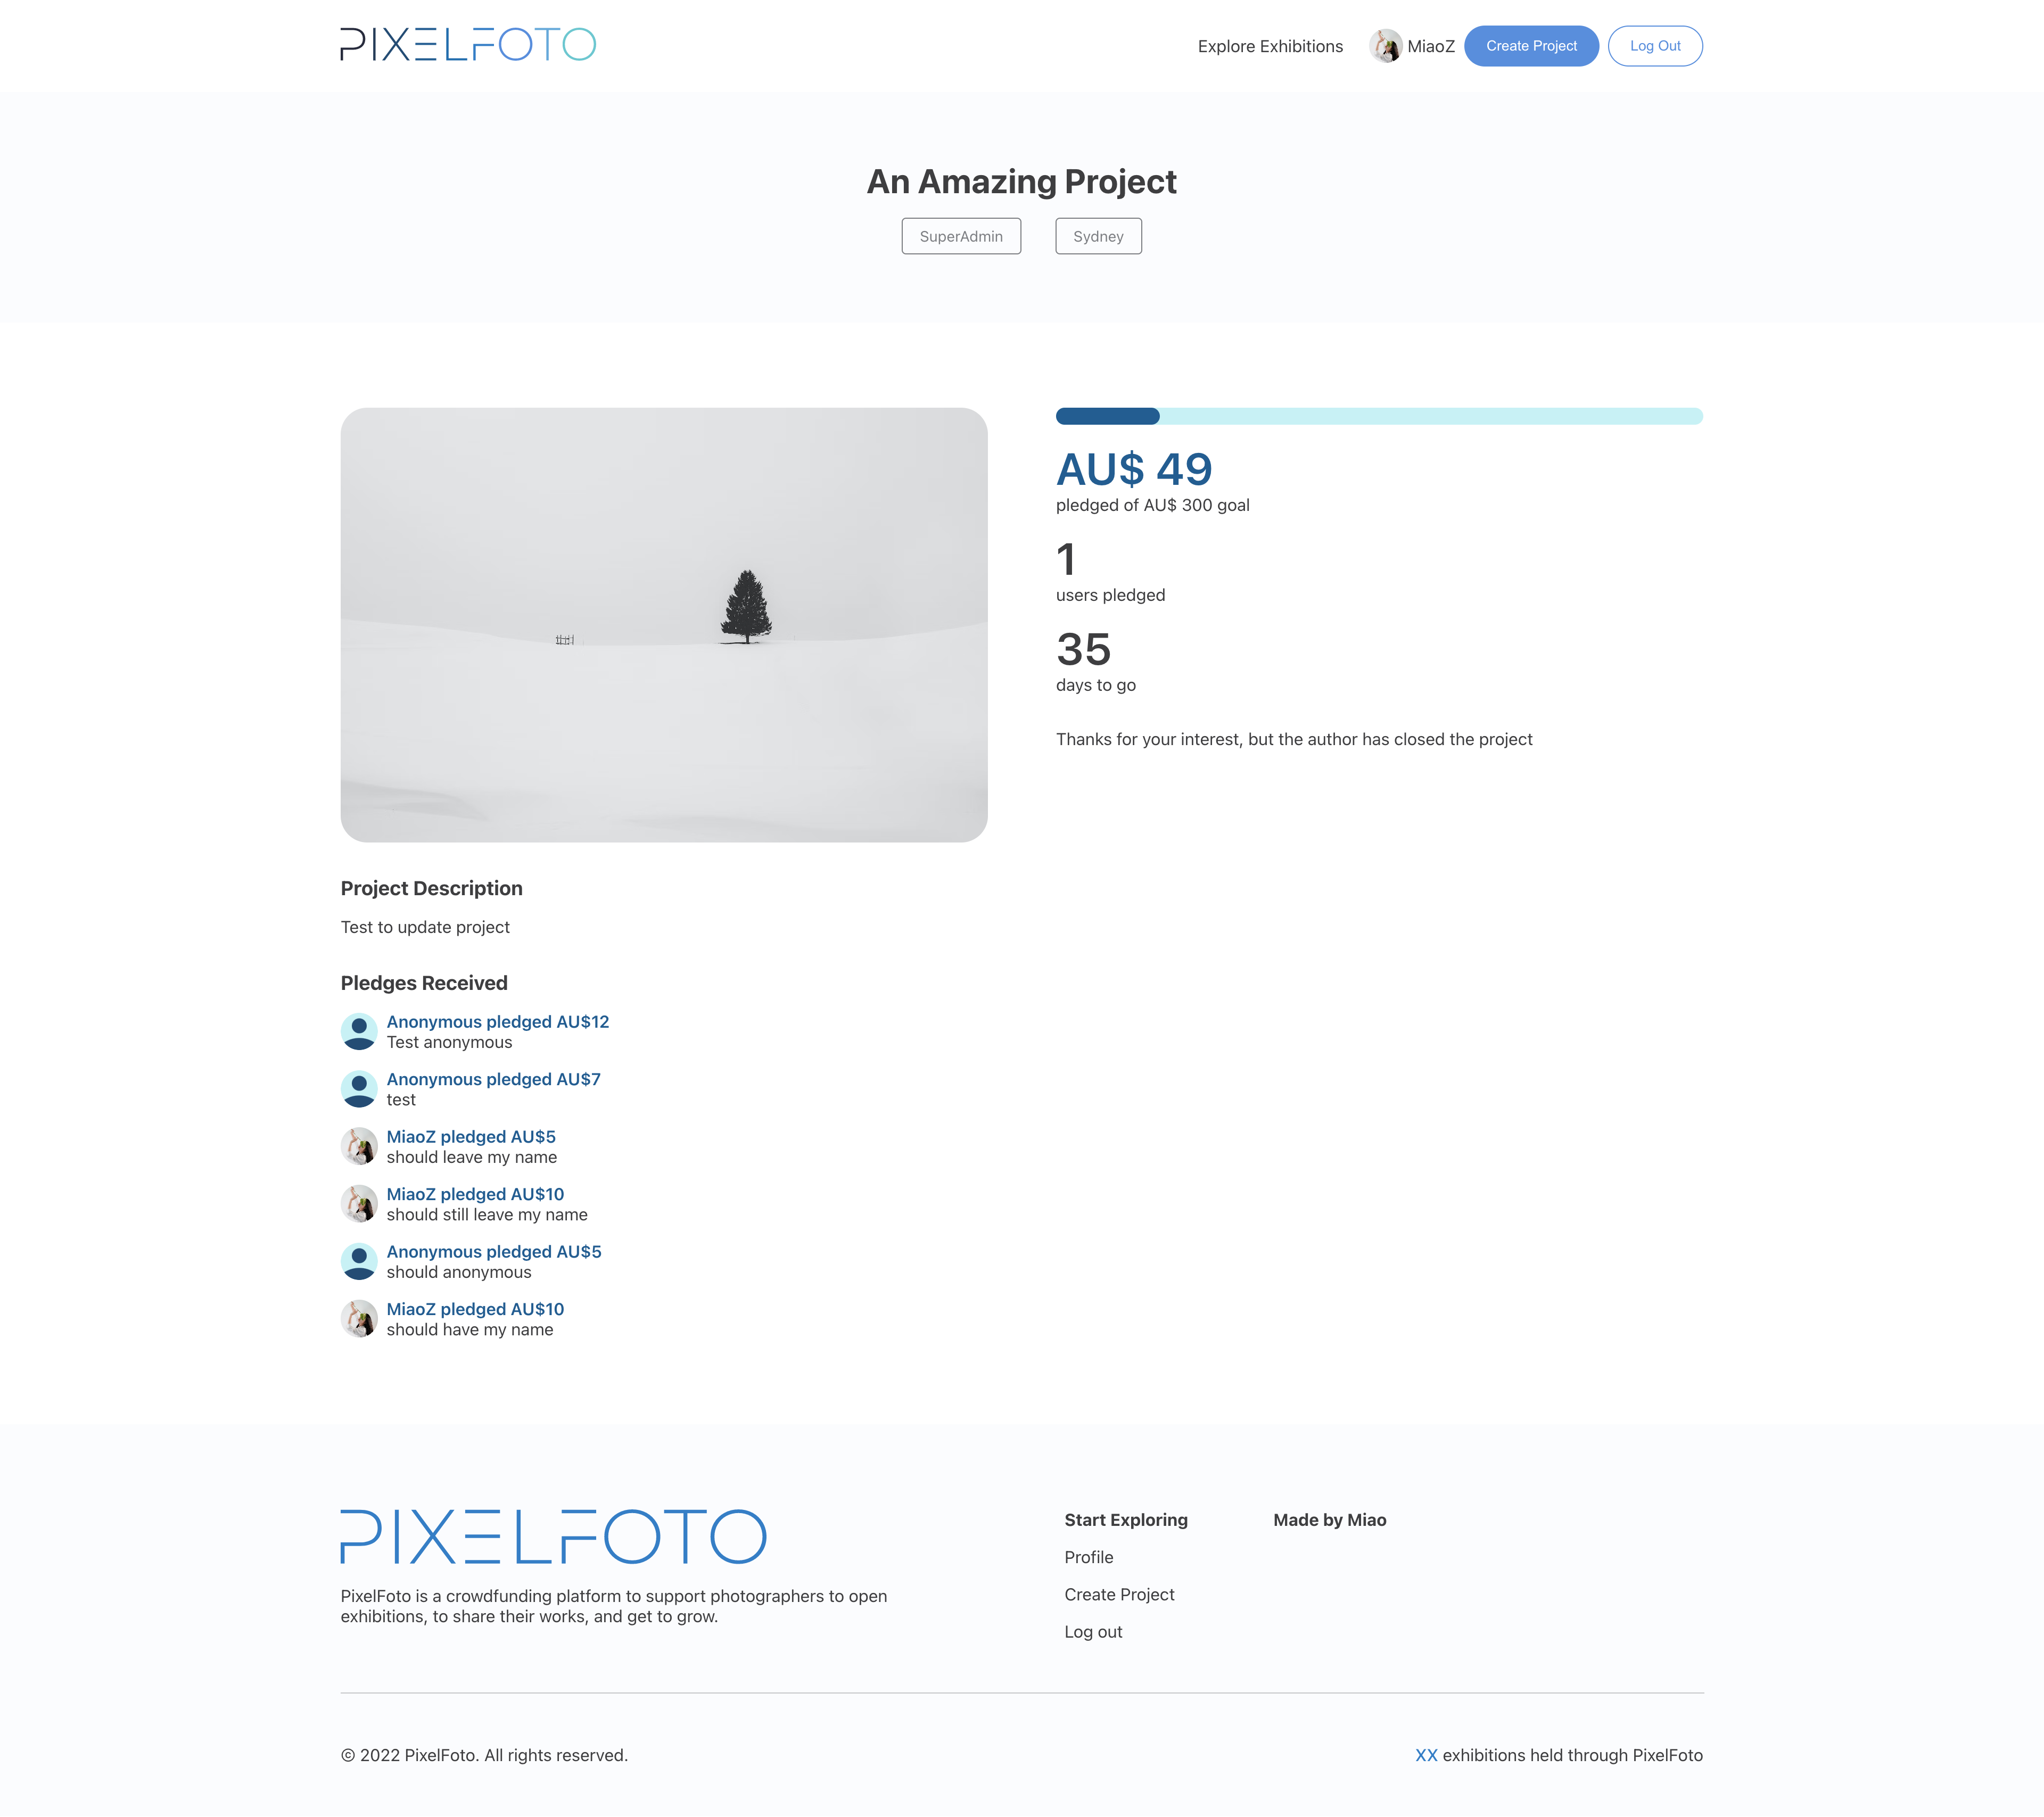 PIXELFOTO
Explore Exhibitions MiaoZ Create Project Log Out
An Amazing Project
SuperAdmin Sydney
AU$ 49
pledged of AU$ 300 goal
1
users pledged
35
days to go
Thanks for your interest, but the author has closed the project
Project Description
Test to update project
Pledges Received
Anonymous pledged AU$12
Test anonymous
Anonymous pledged AU$7
test
MiaoZ pledged AU$5
should leave my name
MiaoZ pledged AU$10
should still leave my name
Anonymous pledged AU$5
should anonymous
MiaoZ pledged AU$10
should have my name
PIXELFOTO
PixelFoto is a crowdfunding platform to support photographers to open
exhibitions, to share their works, and get to grow.
Start Exploring
Profile
Create Project
Log out
Made by Miao
© 2022 PixelFoto. All rights reserved.
XX exhibitions held through PixelFoto